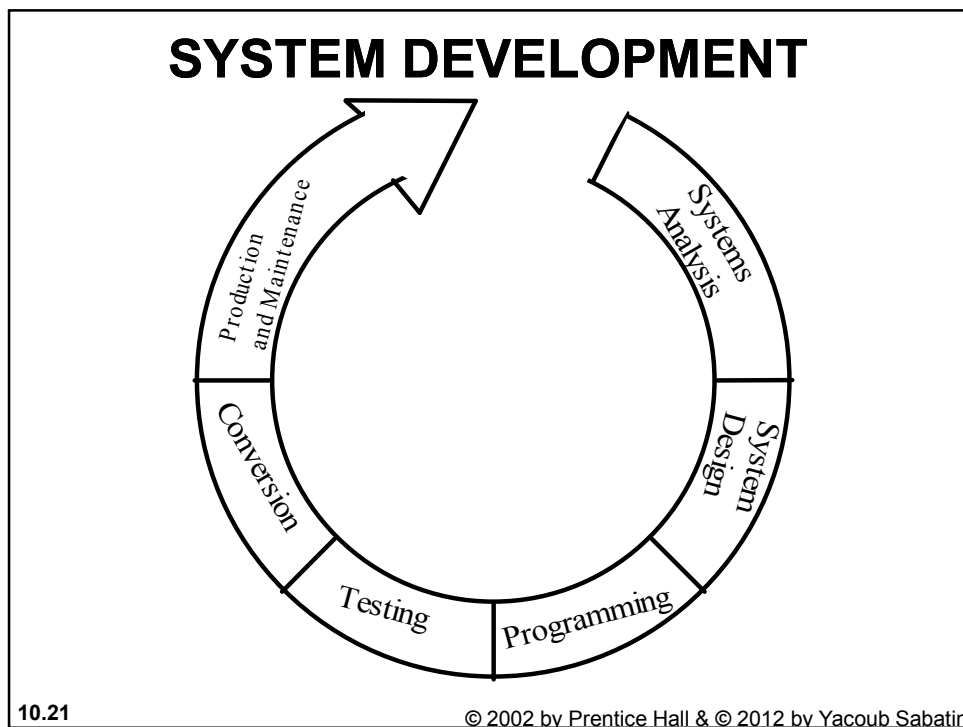 SYSTEM DEVELOPMENT
Systems
Analysis
System
Design
Programming
Testing
Conversion
Production
and Maintenance
10.21
© 2002 by Prentice Hall & © 2012 by Yacoub